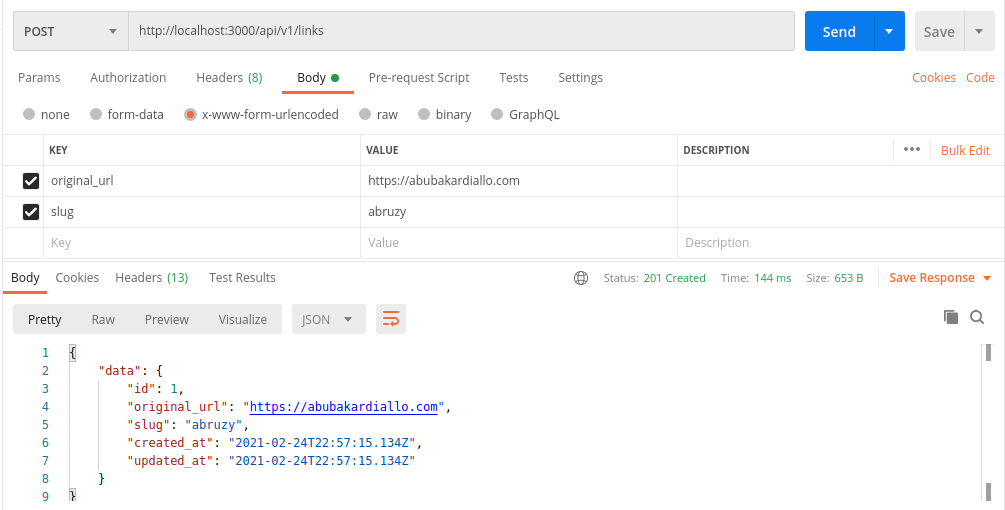 POST http://localhost:3000/api/v1/links Send Save
Params Authorization Headers (8) Body Pre-request Script Tests Settings Cookies Code
none form-data x-www-form-urlencoded raw binary GraphQL
KEY VALUE DESCRIPTION ••• Bulk Edit
original_url https://abubakardiallo.com
slug abruzy
Key Value Description
Body Cookies Headers (13) Test Results Status: 201 Created Time: 144 ms Size: 653 B Save Response
Pretty Raw Preview Visualize JSON
1 {
2 "data": {
3 "id": 1,
4 "original_url": "https://abubakardiallo.com",
5 "slug": "abruzy",
6 "created_at": "2021-02-24T22:57:15.134Z",
7 "updated_at": "2021-02-24T22:57:15.134Z"
8 }
9 }